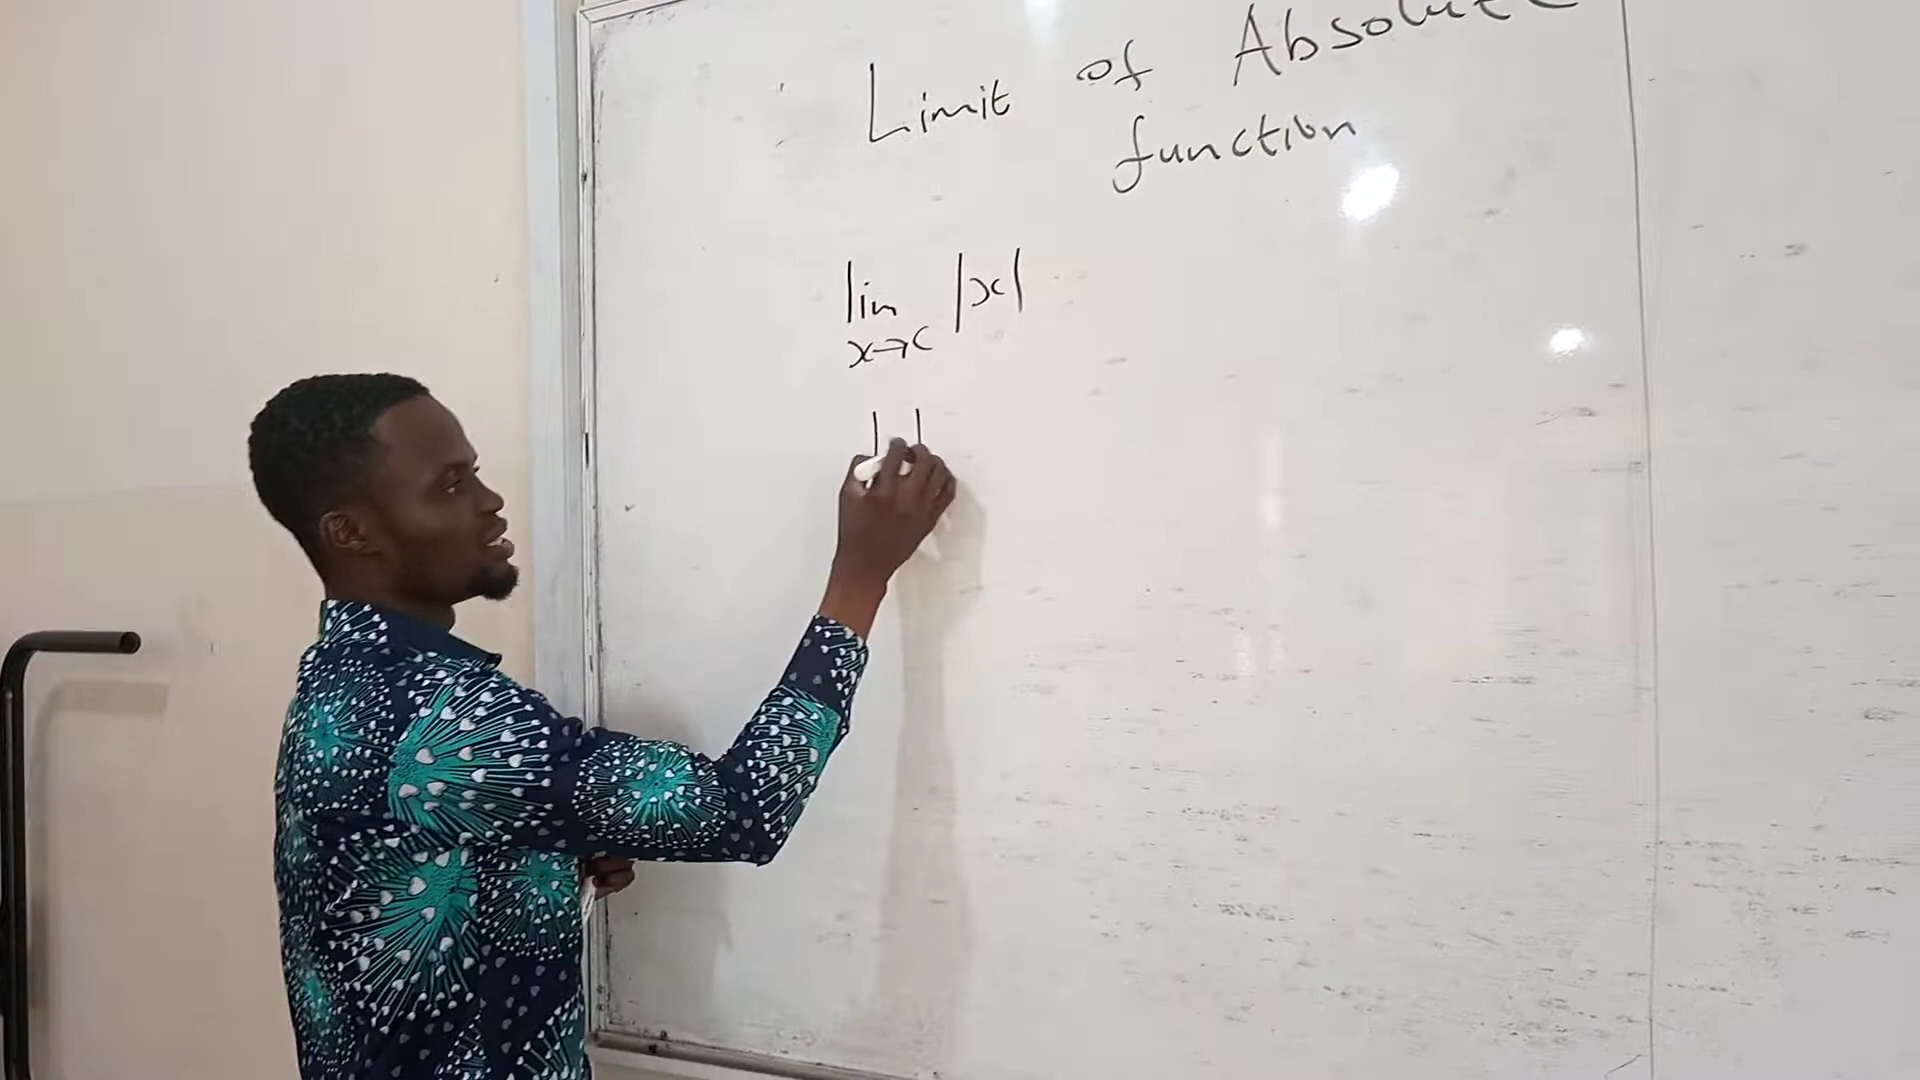 Limit of Absolute
function
lim |x|
x→c
| |